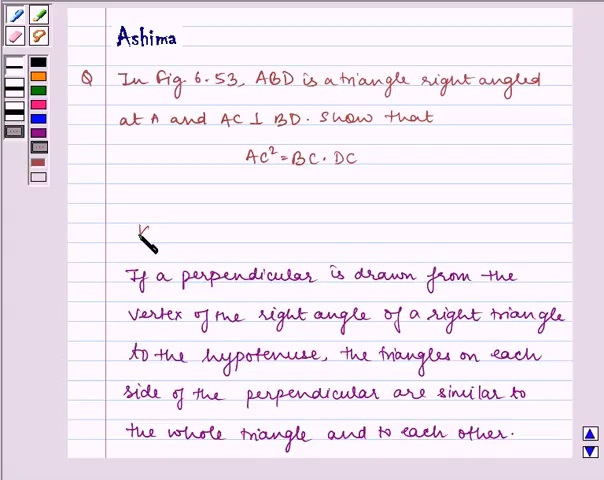 Ashima
Q In Fig 6.53, ABD is a triangle right angled
at A and AC ⊥ BD. Show that
AC² = BC · DC
K
If a perpendicular is drawn from the
vertex of the right angle of a right triangle
to the hypotenuse, the triangles on each
side of the perpendicular are similar to
the whole triangle and to each other.